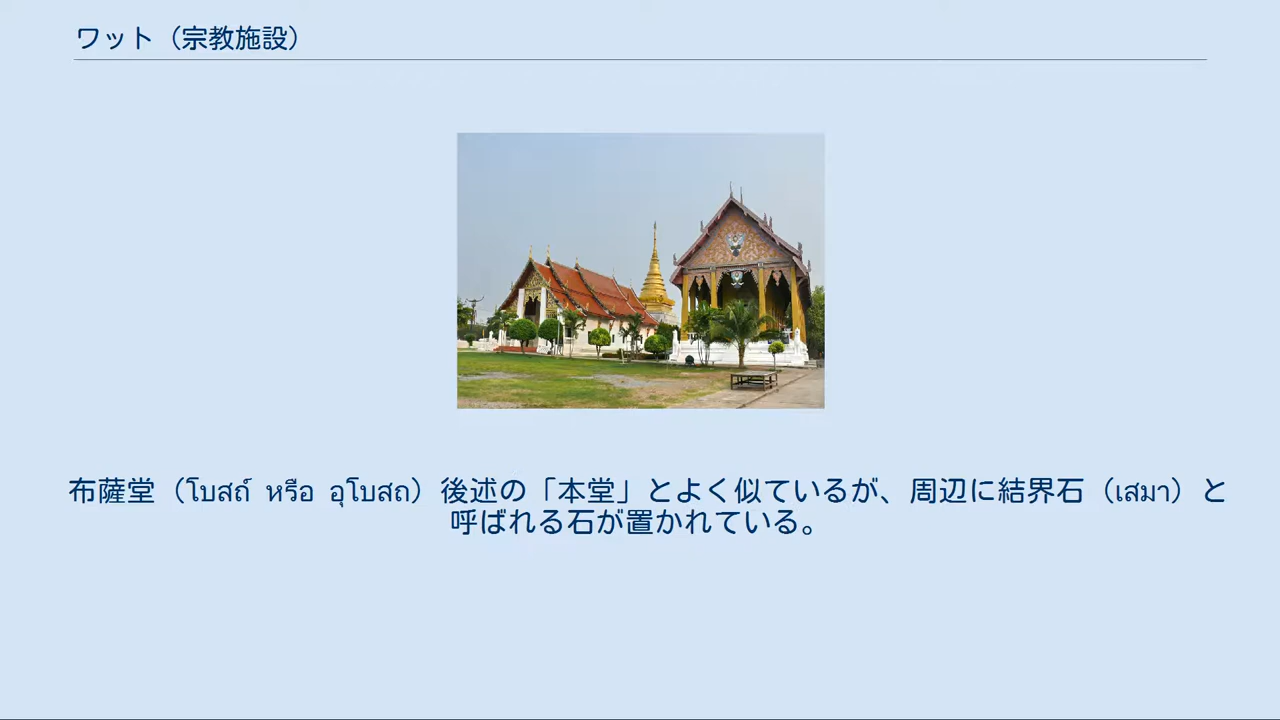 ワット（宗教施設）
布薩堂（โบสถ์ หรือ อุโบสถ）後述の「本堂」とよく似ているが、周辺に結界石（เสมา）と
呼ばれる石が置かれている。